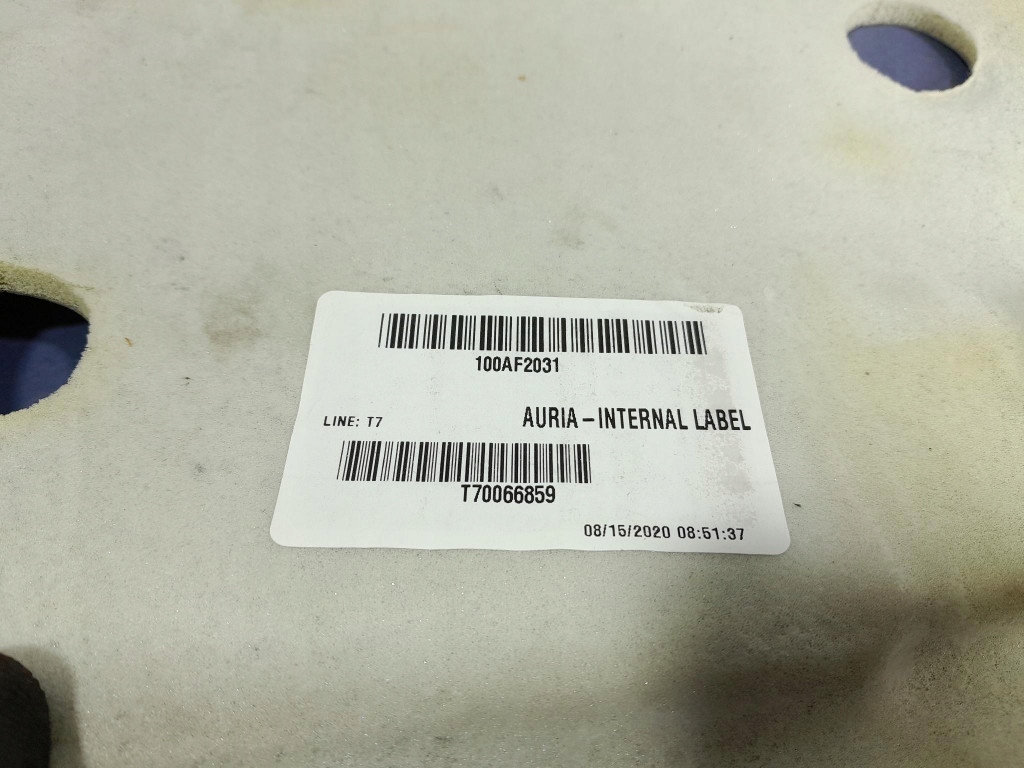 100AF2031
LINE: T7
AURIA – INTERNAL LABEL
T70066859
08/15/2020 08:51:37